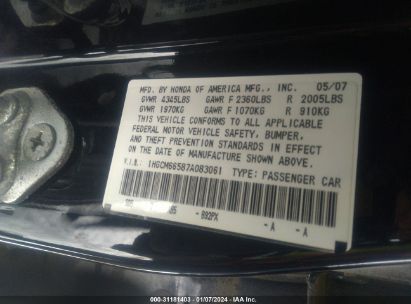 MFD. BY HONDA OF AMERICA MFG., INC. 05/07
GVWR 4345LBS GAWR F 2360LBS R 2005LBS
GVWR 1970KG GAWR F 1070KG R 910KG
THIS VEHICLE CONFORMS TO ALL APPLICABLE
FEDERAL MOTOR VEHICLE SAFETY, BUMPER,
AND THEFT PREVENTION STANDARDS IN EFFECT
ON THE DATE OF MANUFACTURE SHOWN ABOVE.
V.I.N.: 1HGCM66587A083061 TYPE: PASSENGER CAR
B92PX -A -A
000-31181403 - 01/07/2024 - IAA Inc.